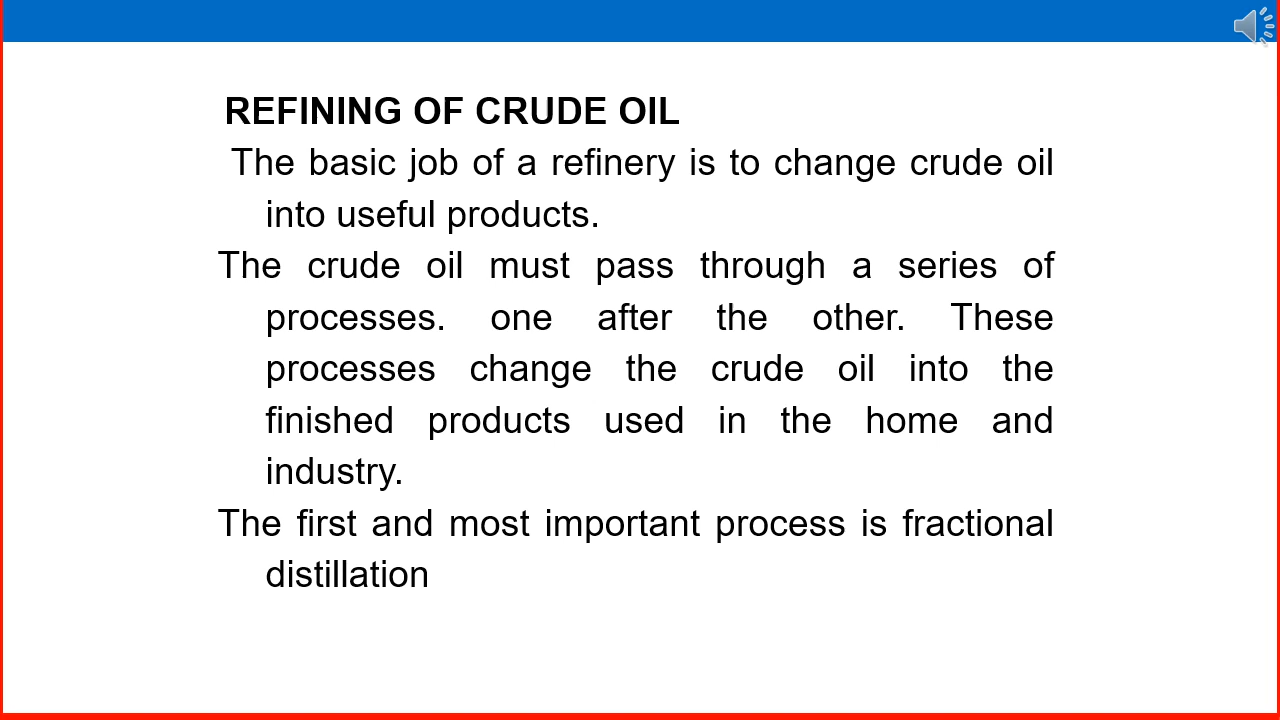 REFINING OF CRUDE OIL
The basic job of a refinery is to change crude oil
into useful products.
The crude oil must pass through a series of
processes. one after the other. These
processes change the crude oil into the
finished products used in the home and
industry.
The first and most important process is fractional
distillation